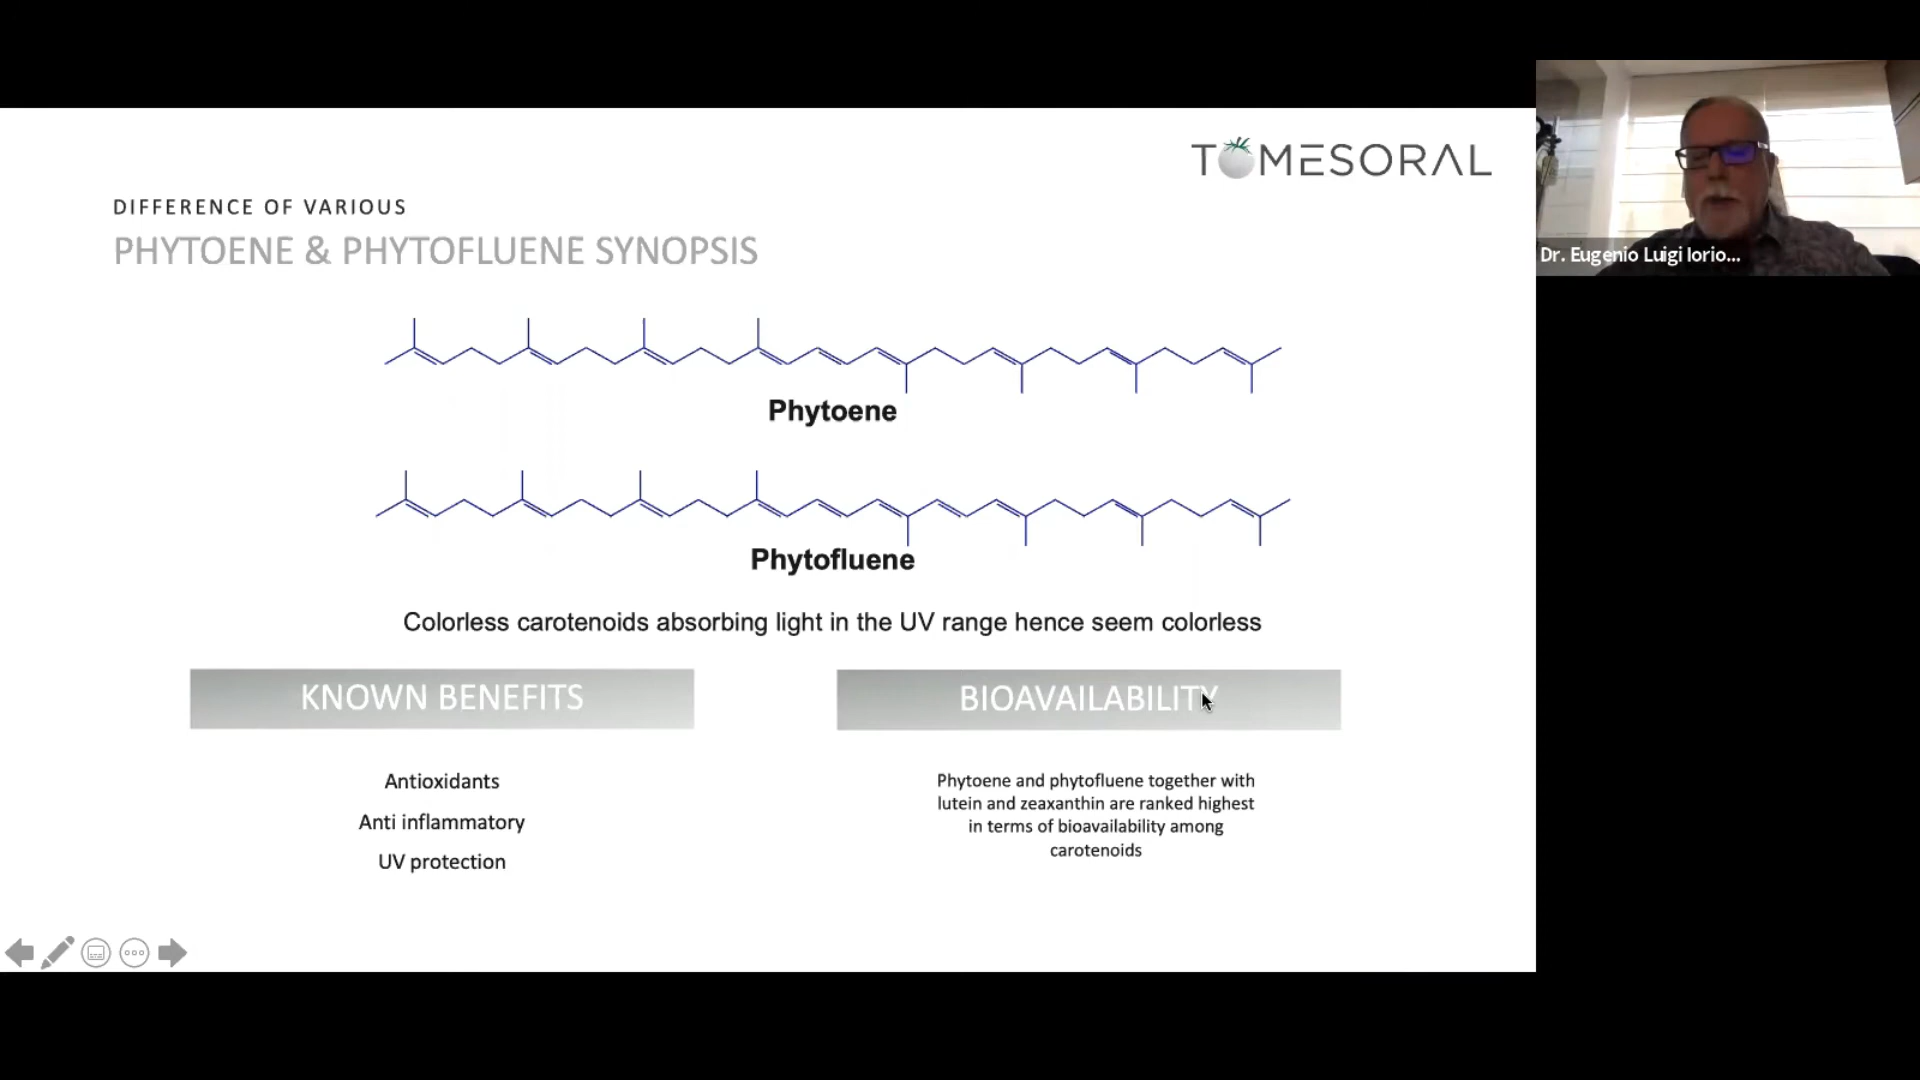 TOMESORAL
DIFFERENCE OF VARIOUS
PHYTOENE & PHYTOFLUENE SYNOPSIS
Phytoene
Phytofluene
Colorless carotenoids absorbing light in the UV range hence seem colorless
KNOWN BENEFITS
Antioxidants
Anti inflammatory
UV protection
BIOAVAILABILITY
Phytoene and phytofluene together with
lutein and zeaxanthin are ranked highest
in terms of bioavailability among
carotenoids
Dr. Eugenio Luigi Iorio...